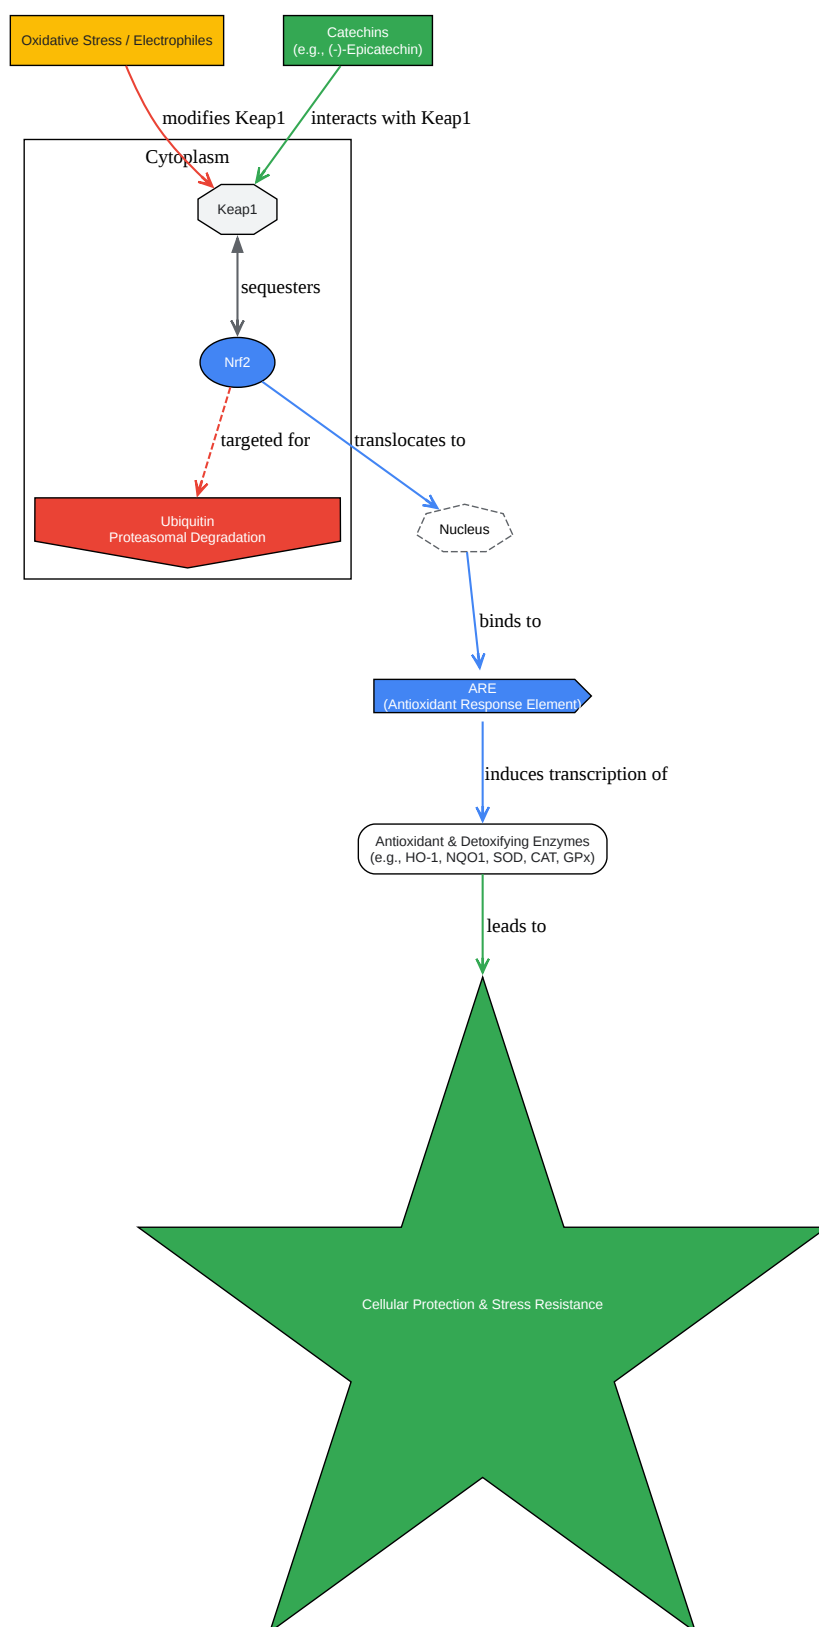 Oxidative Stress / Electrophiles
Catechins
(e.g., (-)-Epicatechin)
modifies Keap1
interacts with Keap1
Cytoplasm
Keap1
sequesters
Nrf2
targeted for
translocates to
Ubiquitin
Proteasomal Degradation
Nucleus
binds to
ARE
(Antioxidant Response Element)
induces transcription of
Antioxidant & Detoxifying Enzymes
(e.g., HO-1, NQO1, SOD, CAT, GPx)
leads to
Cellular Protection & Stress Resistance